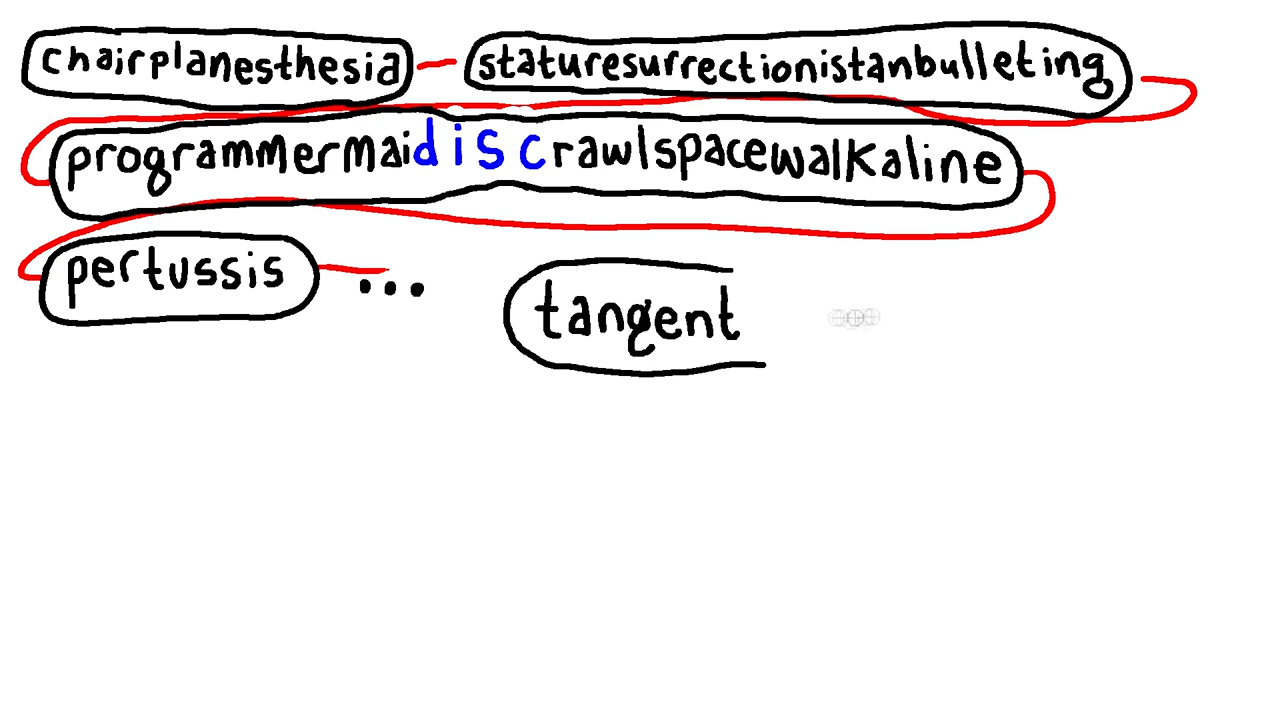 chairplanesthesia - staturesurrectionistanbulleting
programmermaidiscrawlspacewalkaline
pertussis ...
tangent